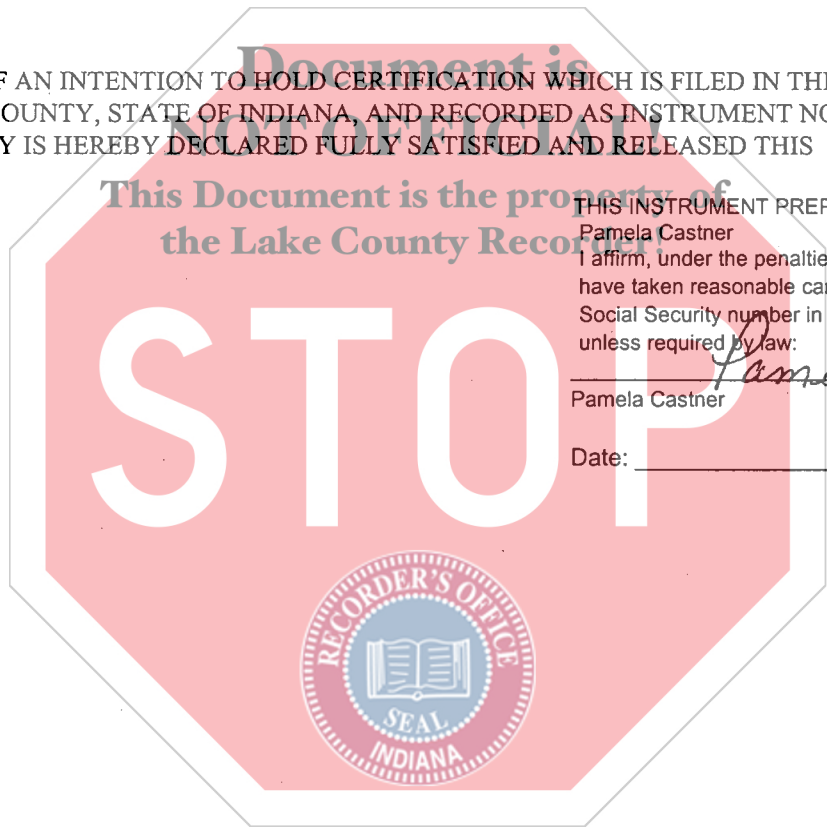 Document is
F AN INTENTION TO HOLD CERTIFICATION WHICH IS FILED IN THE
OUNTY, STATE OF INDIANA, AND RECORDED AS INSTRUMENT NO
NOT OFFICIAL!
Y IS HEREBY DECLARED FULLY SATISFIED AND RELEASED THIS
This Document is the property of
the Lake County Recorder!
THIS INSTRUMENT PREP
Pamela Castner
I affirm, under the penaltie
have taken reasonable car
Social Security number in
unless required by law:
Pame
Pamela Castner
Date:
STOP
RECORDER'S OFFICE
SEAL
INDIANA